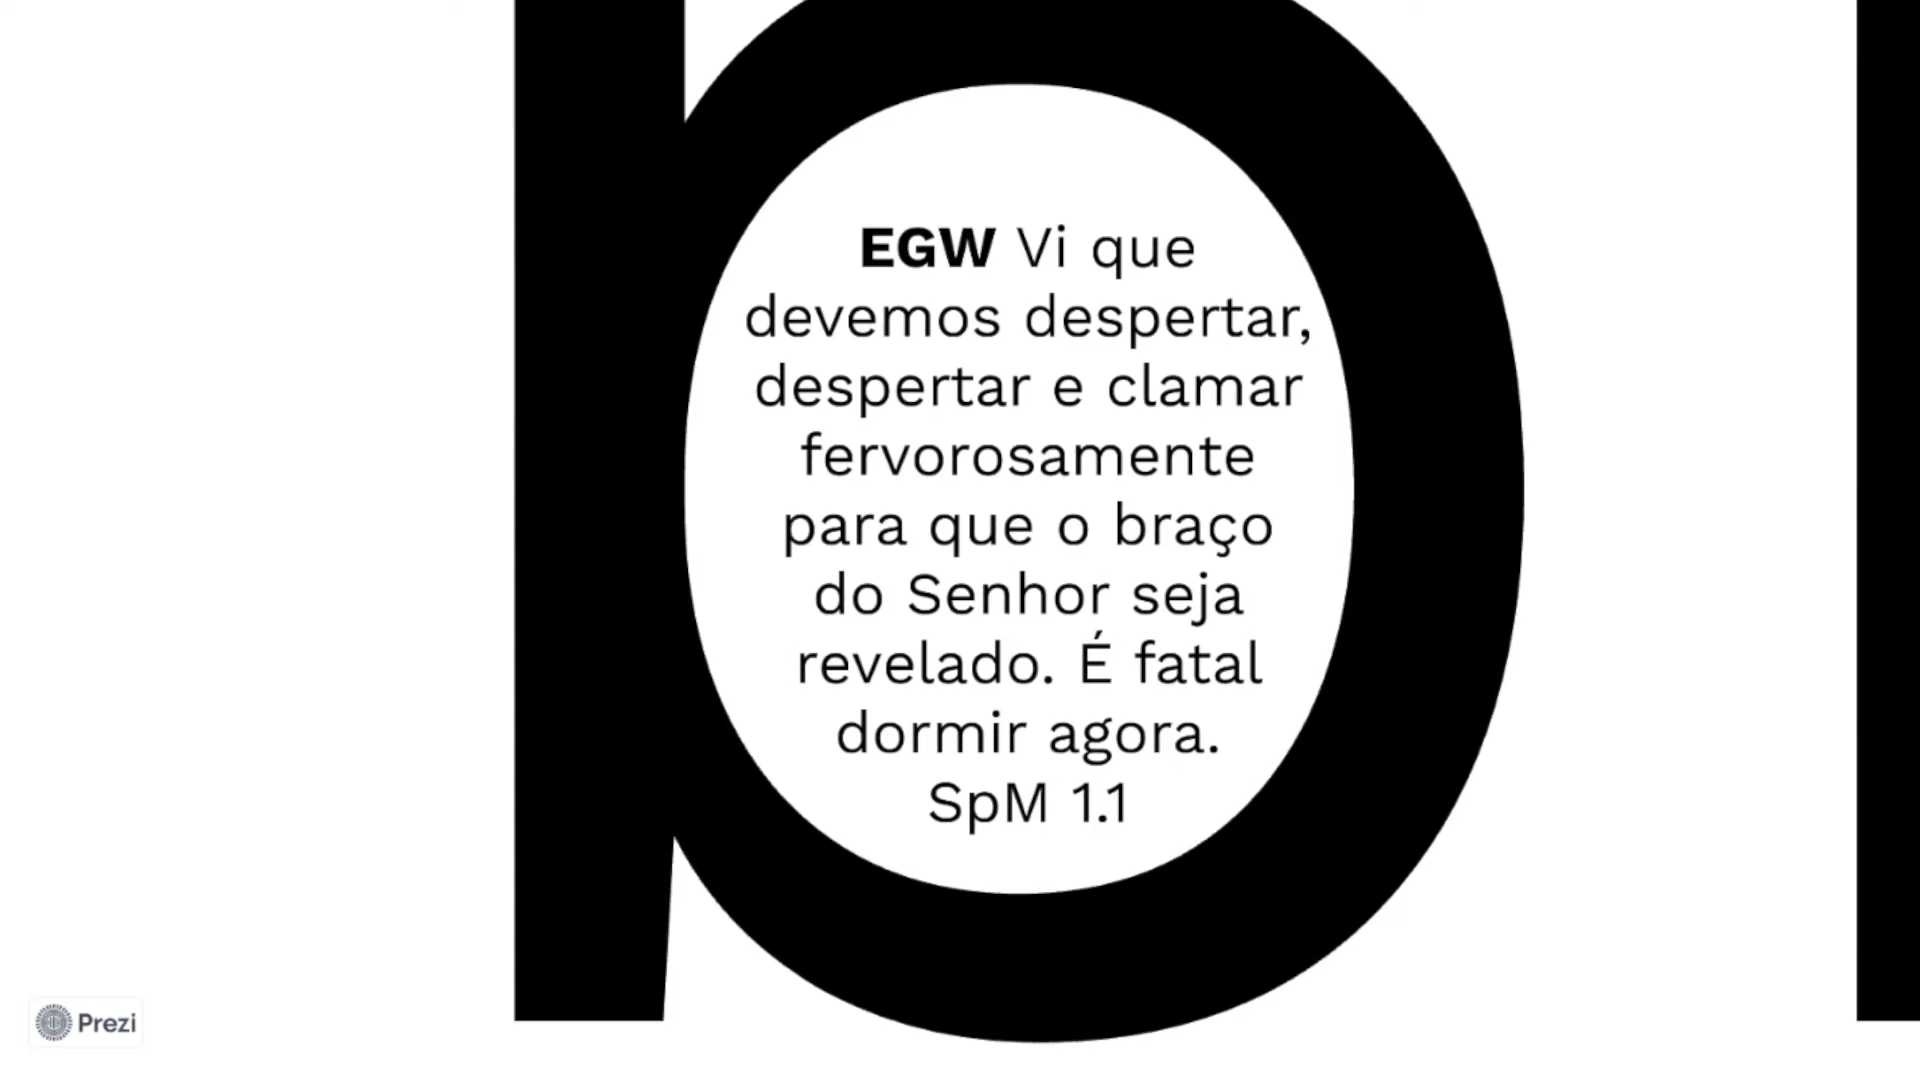 EGW Vi que
devemos despertar,
despertar e clamar
fervorosamente
para que o braço
do Senhor seja
revelado. É fatal
dormir agora.
SpM 1.1
b
Prezi